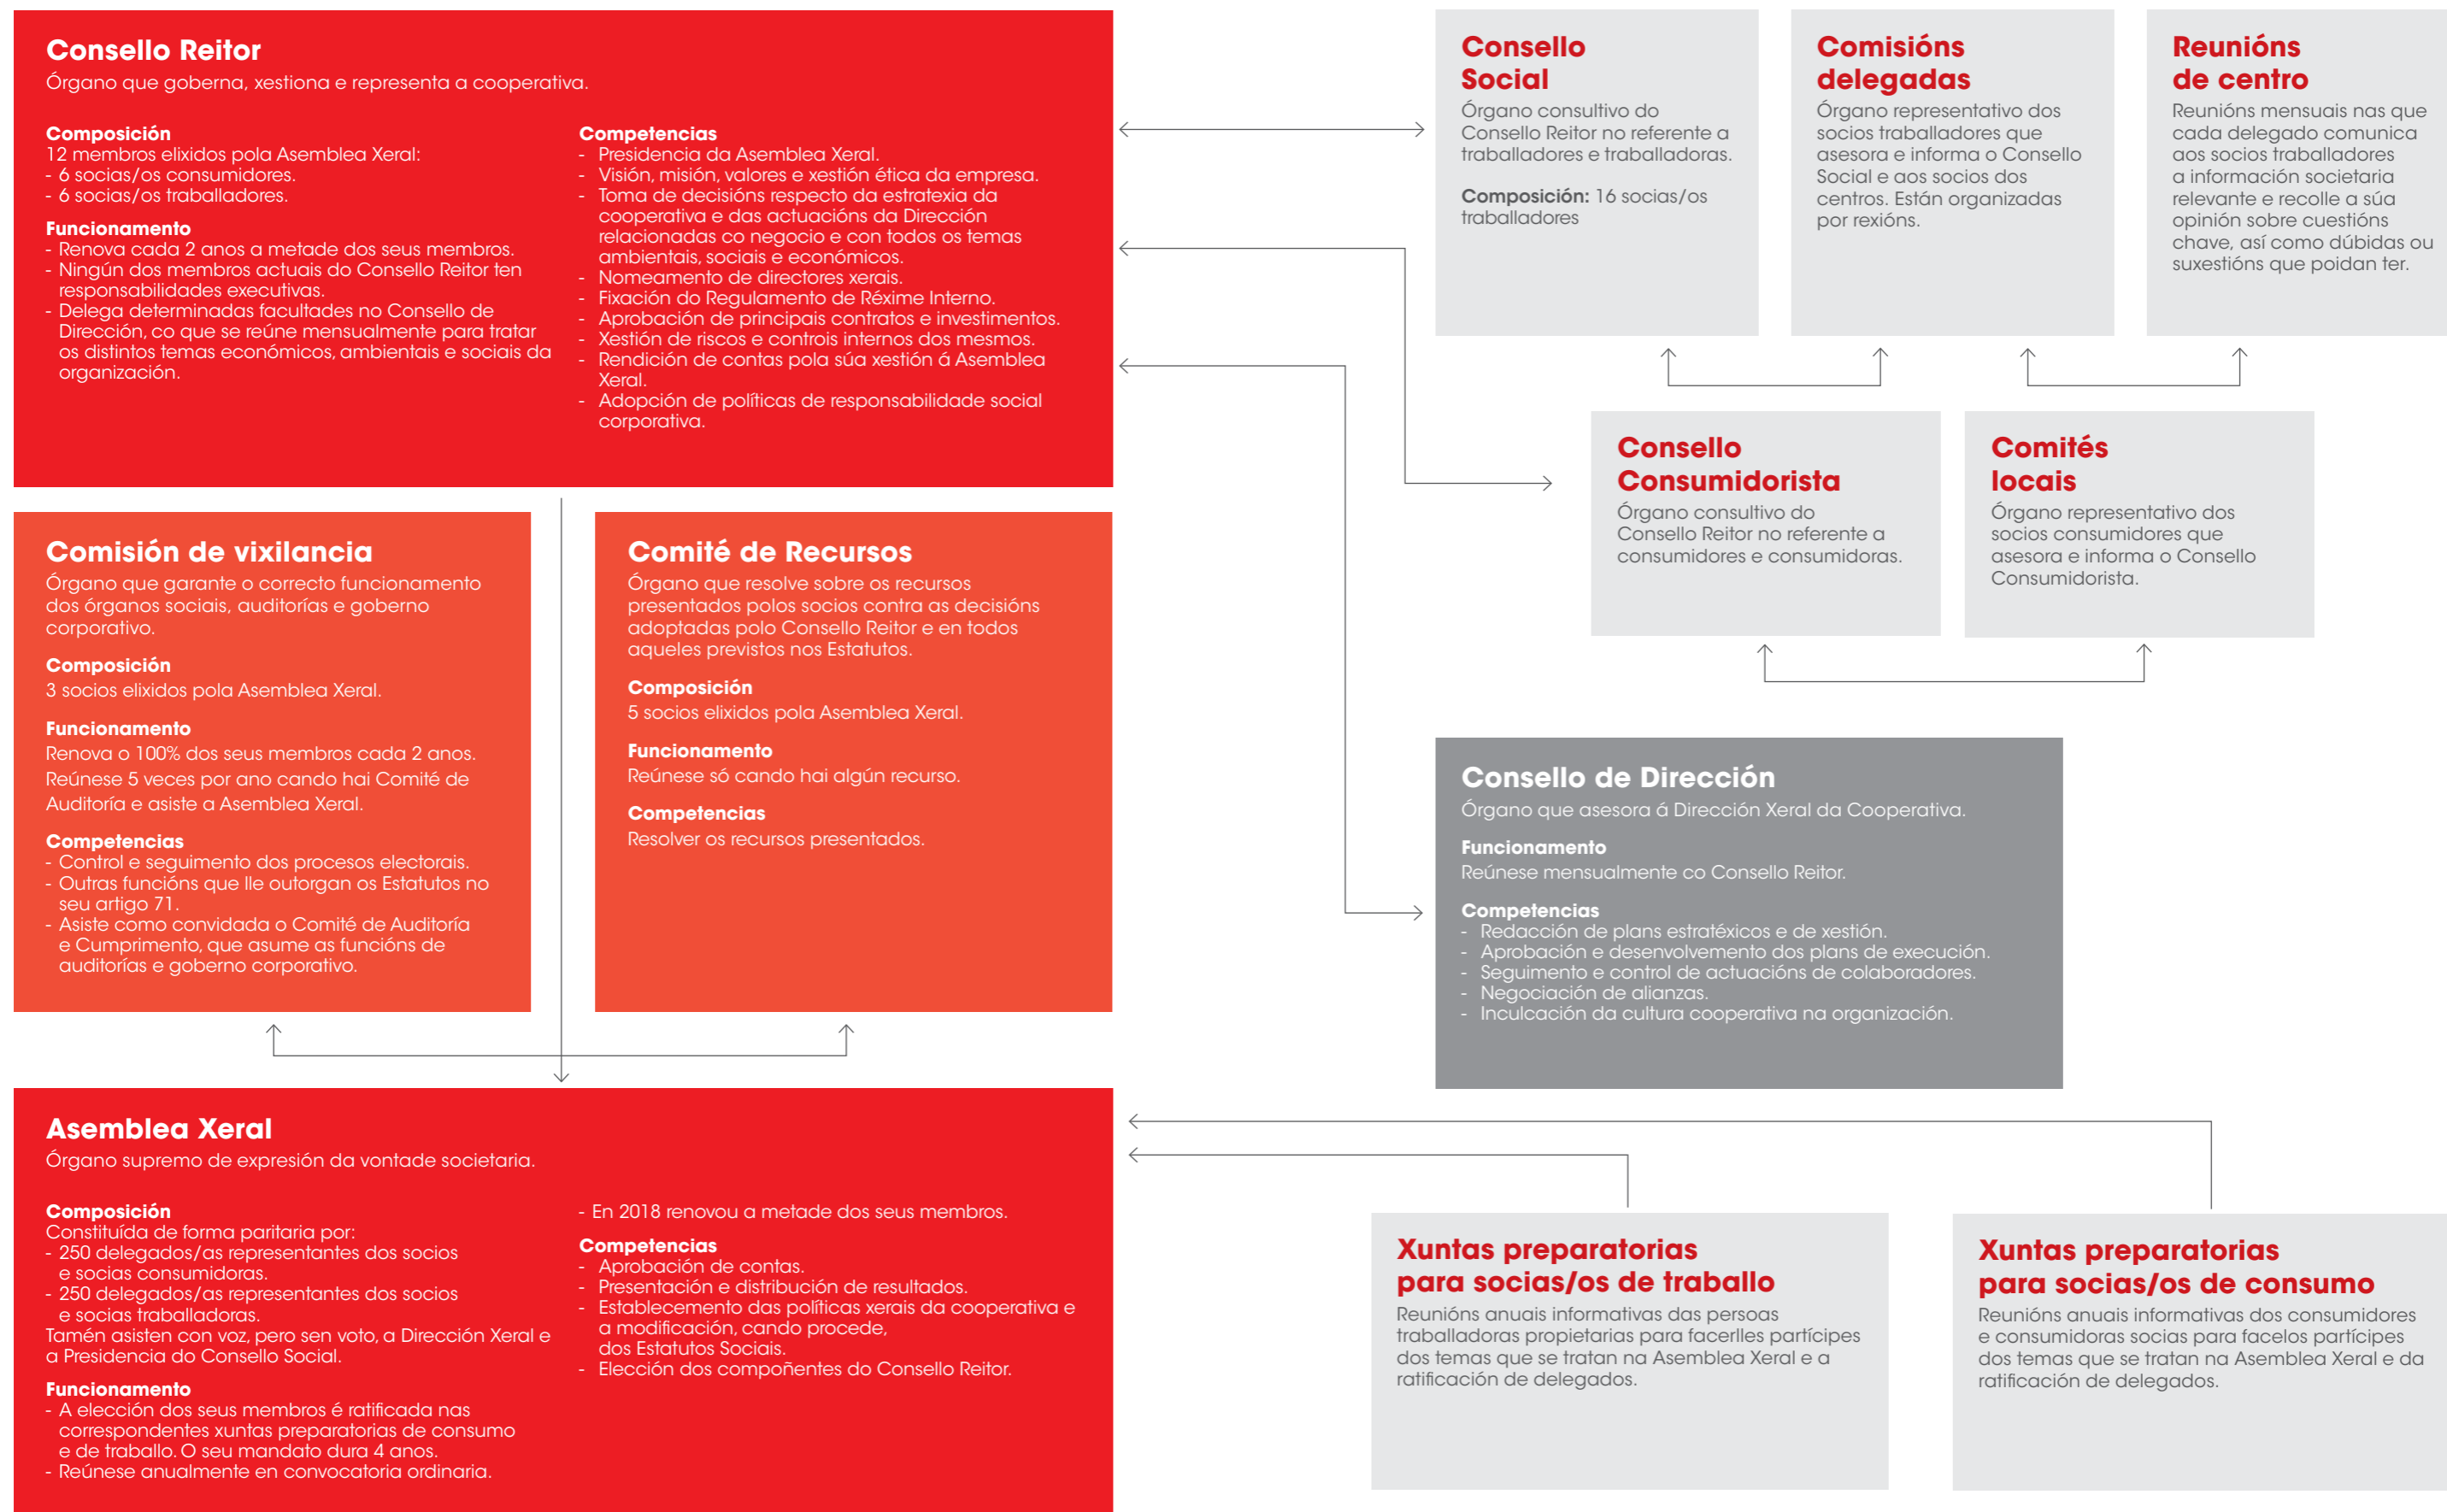 Consello Reitor
Órgano que goberna, xestiona e representa a cooperativa.
Composición
12 membros elixidos pola Asemblea Xeral:
- 6 socias/os consumidores.
- 6 socias/os traballadores.
Funcionamento
- Renova cada 2 anos a metade dos seus membros.
- Ningún dos membros actuais do Consello Reitor ten
responsabilidades executivas.
- Delega determinadas facultades no Consello de
Dirección, co que se reúne mensualmente para tratar
os distintos temas económicos, ambientais e sociais da
organización.
Competencias
- Presidencia da Asemblea Xeral.
- Visión, misión, valores e xestión ética da empresa.
- Toma de decisións respecto da estratexia da
cooperativa e das actuacións da Dirección
relacionadas co negocio e con todos os temas
ambientais, sociais e económicos.
- Nomeamento de directores xerais.
- Fixación do Regulamento de Réxime Interno.
- Aprobación de principais contratos e investimentos.
- Xestión de riscos e controis internos dos mesmos.
- Rendición de contas pola súa xestión á Asemblea
Xeral.
- Adopción de políticas de responsabilidade social
corporativa.
Consello
Social
Órgano consultivo do
Consello Reitor no referente a
traballadores e traballadoras.
Composición: 16 socias/os
traballadores
Comisións
delegadas
Órgano representativo dos
socios traballadores que
asesora e informa o Consello
Social e aos socios dos
centros. Están organizadas
por rexións.
Reunións
de centro
Reunións mensuais nas que
cada delegado comunica
aos socios traballadores
a información societaria
relevante e recolle a súa
opinión sobre cuestións
chave, así como dúbidas ou
suxestións que poidan ter.
Consello
Consumidorista
Órgano consultivo do
Consello Reitor no referente a
consumidores e consumidoras.
Comités
locais
Órgano representativo dos
socios consumidores que
asesora e informa o Consello
Consumidorista.
Comisión de vixilancia
Órgano que garante o correcto funcionamento
dos órganos sociais, auditorías e goberno
corporativo.
Composición
3 socios elixidos pola Asemblea Xeral.
Funcionamento
Renova o 100% dos seus membros cada 2 anos.
Reúnese 5 veces por ano cando hai Comité de
Auditoría e asiste a Asemblea Xeral.
Competencias
- Control e seguimento dos procesos electorais.
- Outras funcións que lle outorgan os Estatutos no
seu artigo 71.
- Asiste como convidada o Comité de Auditoría
e Cumprimento, que asume as funcións de
auditorías e goberno corporativo.
Comité de Recursos
Órgano que resolve sobre os recursos
presentados polos socios contra as decisións
adoptadas polo Consello Reitor e en todos
aqueles previstos nos Estatutos.
Composición
5 socios elixidos pola Asemblea Xeral.
Funcionamento
Reúnese só cando hai algún recurso.
Competencias
Resolver os recursos presentados.
Consello de Dirección
Órgano que asesora á Dirección Xeral da Cooperativa.
Funcionamento
Reúnese mensualmente co Consello Reitor.
Competencias
- Redacción de plans estratéxicos e de xestión.
- Aprobación e desenvolvemento dos plans de execución.
- Seguimento e control de actuacións de colaboradores.
- Negociación de alianzas.
- Inculcación da cultura cooperativa na organización.
Asemblea Xeral
Órgano supremo de expresión da vontade societaria.
Composición
Constituída de forma paritaria por:
- 250 delegados/as representantes dos socios
e socias consumidoras.
- 250 delegados/as representantes dos socios
e socias traballadoras.
Tamén asisten con voz, pero sen voto, a Dirección Xeral e
a Presidencia do Consello Social.
Funcionamento
- A elección dos seus membros é ratificada nas
correspondentes xuntas preparatorias de consumo
e de traballo. O seu mandato dura 4 anos.
- Reúnese anualmente en convocatoria ordinaria.
- En 2018 renovou a metade dos seus membros.
Competencias
- Aprobación de contas.
- Presentación e distribución de resultados.
- Establecemento das políticas xerais da cooperativa e
a modificación, cando procede,
dos Estatutos Sociais.
- Elección dos compoñentes do Consello Reitor.
Xuntas preparatorias
para socias/os de traballo
Reunións anuais informativas das persoas
traballadoras propietarias para facerlles partícipes
dos temas que se tratan na Asemblea Xeral e a
ratificación de delegados.
Xuntas preparatorias
para socias/os de consumo
Reunións anuais informativas dos consumidores
e consumidoras socias para facelos partícipes
dos temas que se tratan na Asemblea Xeral e da
ratificación de delegados.